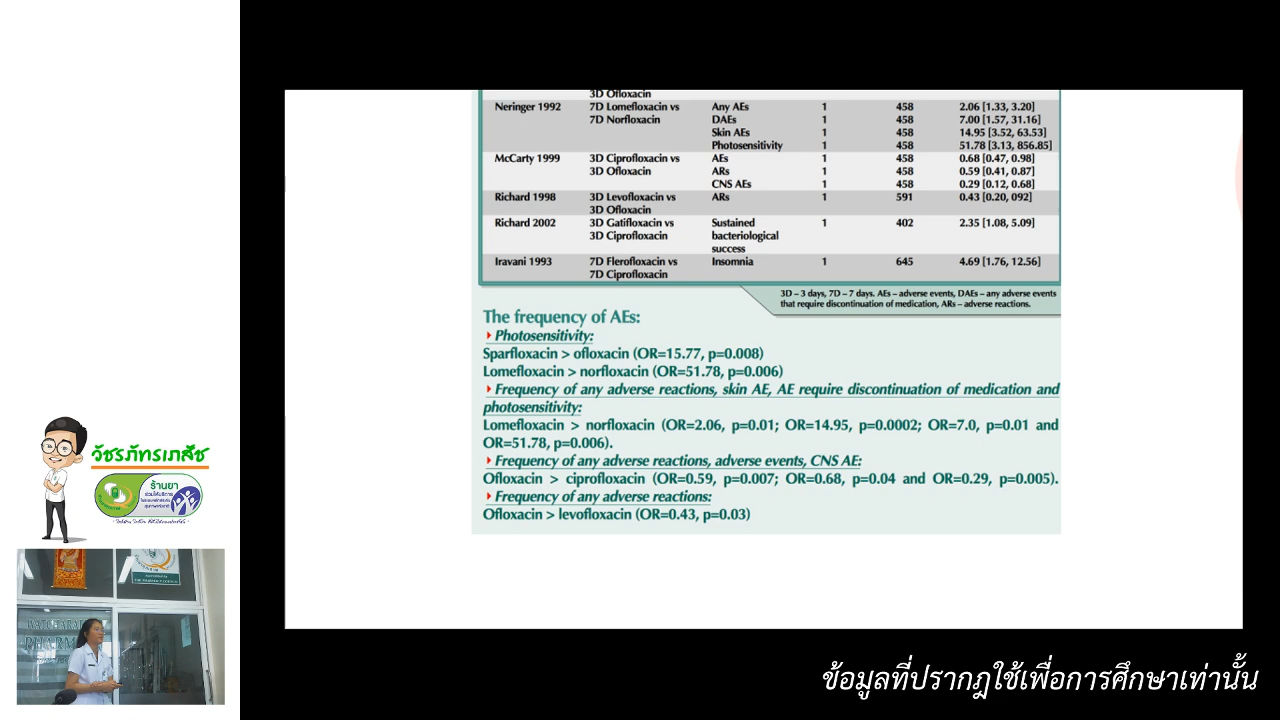 3D Ofloxacin
Neringer 1992 7D Lomefloxacin vs Any AEs 1 458 2.06 [1.33, 3.20]
7D Norfloxacin DAEs 1 458 7.00 [1.57, 31.16]
Skin AEs 1 458 14.95 [3.52, 63.53]
Photosensitivity 1 458 51.78 [3.13, 856.85]
McCarty 1999 3D Ciprofloxacin vs AEs 1 458 0.68 [0.47, 0.98]
3D Ofloxacin ARs 1 458 0.59 [0.41, 0.87]
CNS AEs 1 458 0.29 [0.12, 0.68]
Richard 1998 3D Levofloxacin vs ARs 1 591 0.43 [0.20, 092]
3D Ofloxacin
Richard 2002 3D Gatifloxacin vs Sustained 1 402 2.35 [1.08, 5.09]
3D Ciprofloxacin bacteriological
success
Iravani 1993 7D Flerofloxacin vs Insomnia 1 645 4.69 [1.76, 12.56]
7D Ciprofloxacin
3D – 3 days, 7D – 7 days. AEs – adverse events, DAEs – any adverse events
that require discontinuation of medication, ARs – adverse reactions.
The frequency of AEs:
Photosensitivity:
Sparfloxacin > ofloxacin (OR=15.77, p=0.008)
Lomefloxacin > norfloxacin (OR=51.78, p=0.006)
Frequency of any adverse reactions, skin AE, AE require discontinuation of medication and
photosensitivity:
Lomefloxacin > norfloxacin (OR=2.06, p=0.01; OR=14.95, p=0.0002; OR=7.0, p=0.01 and
OR=51.78, p=0.006).
Frequency of any adverse reactions, adverse events, CNS AE:
Ofloxacin > ciprofloxacin (OR=0.59, p=0.007; OR=0.68, p=0.04 and OR=0.29, p=0.005).
Frequency of any adverse reactions:
Ofloxacin > levofloxacin (OR=0.43, p=0.03)
วัชรภัทรเภสัช
ร้านยา
ข้อมูลที่ปรากฎใช้เพื่อการศึกษาเท่านั้น